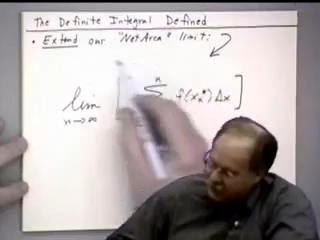 The Definite Integral Defined
• Extend our "Net Area" limit:
lim n→∞ [ Σ n f(xₖ*) Δx ]